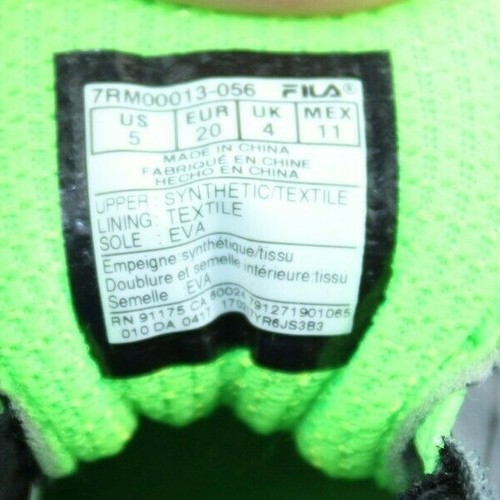 7RM00013-056 FILA®
US EUR UK MEX
5 20 4 11
MADE IN CHINA
FABRIQUÉ EN CHINE
HECHO EN CHINA
UPPER : SYNTHETIC/TEXTILE
LINING : TEXTILE
SOLE : EVA
Empeigne synthétique/tissu
Doublure et semelle intérieure:tissu
Semelle :EVA
RN 91175 CA
010 DA 0417